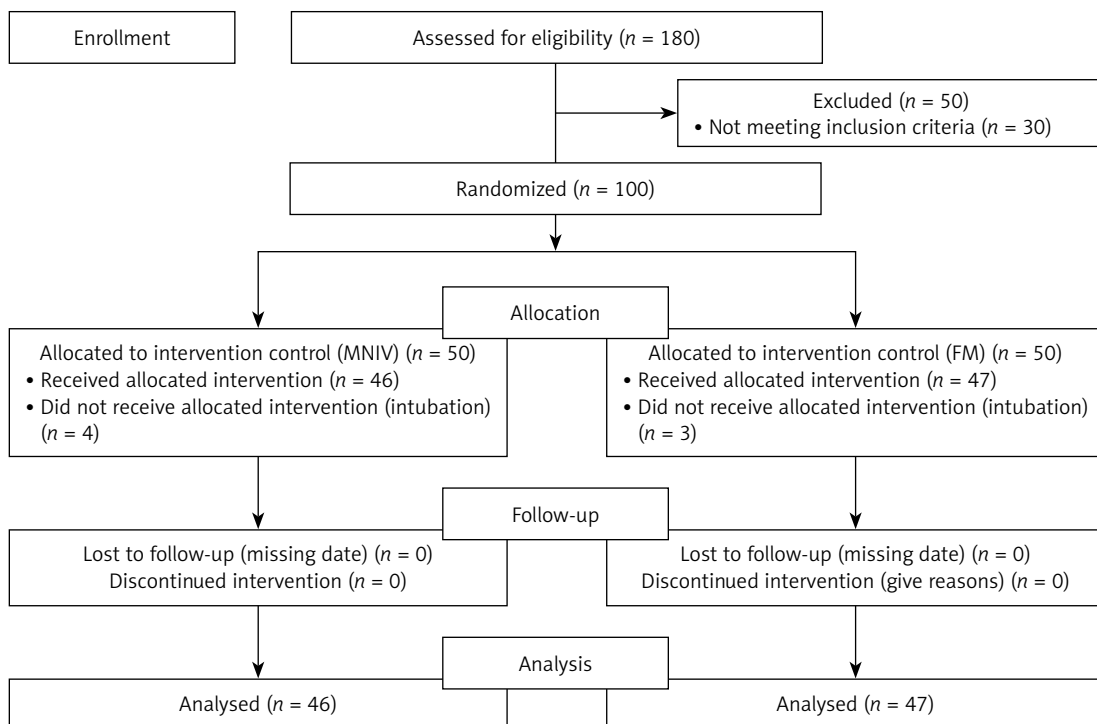 Enrollment
Assessed for eligibility (n = 180)
Excluded (n = 50)
• Not meeting inclusion criteria (n = 30)
Randomized (n = 100)
Allocation
Allocated to intervention control (MNIV) (n = 50)
• Received allocated intervention (n = 46)
• Did not receive allocated intervention (intubation)
(n = 4)
Allocated to intervention control (FM) (n = 50)
• Received allocated intervention (n = 47)
• Did not receive allocated intervention (intubation)
(n = 3)
Follow-up
Lost to follow-up (missing date) (n = 0)
Discontinued intervention (n = 0)
Lost to follow-up (missing date) (n = 0)
Discontinued intervention (give reasons) (n = 0)
Analysis
Analysed (n = 46)
Analysed (n = 47)